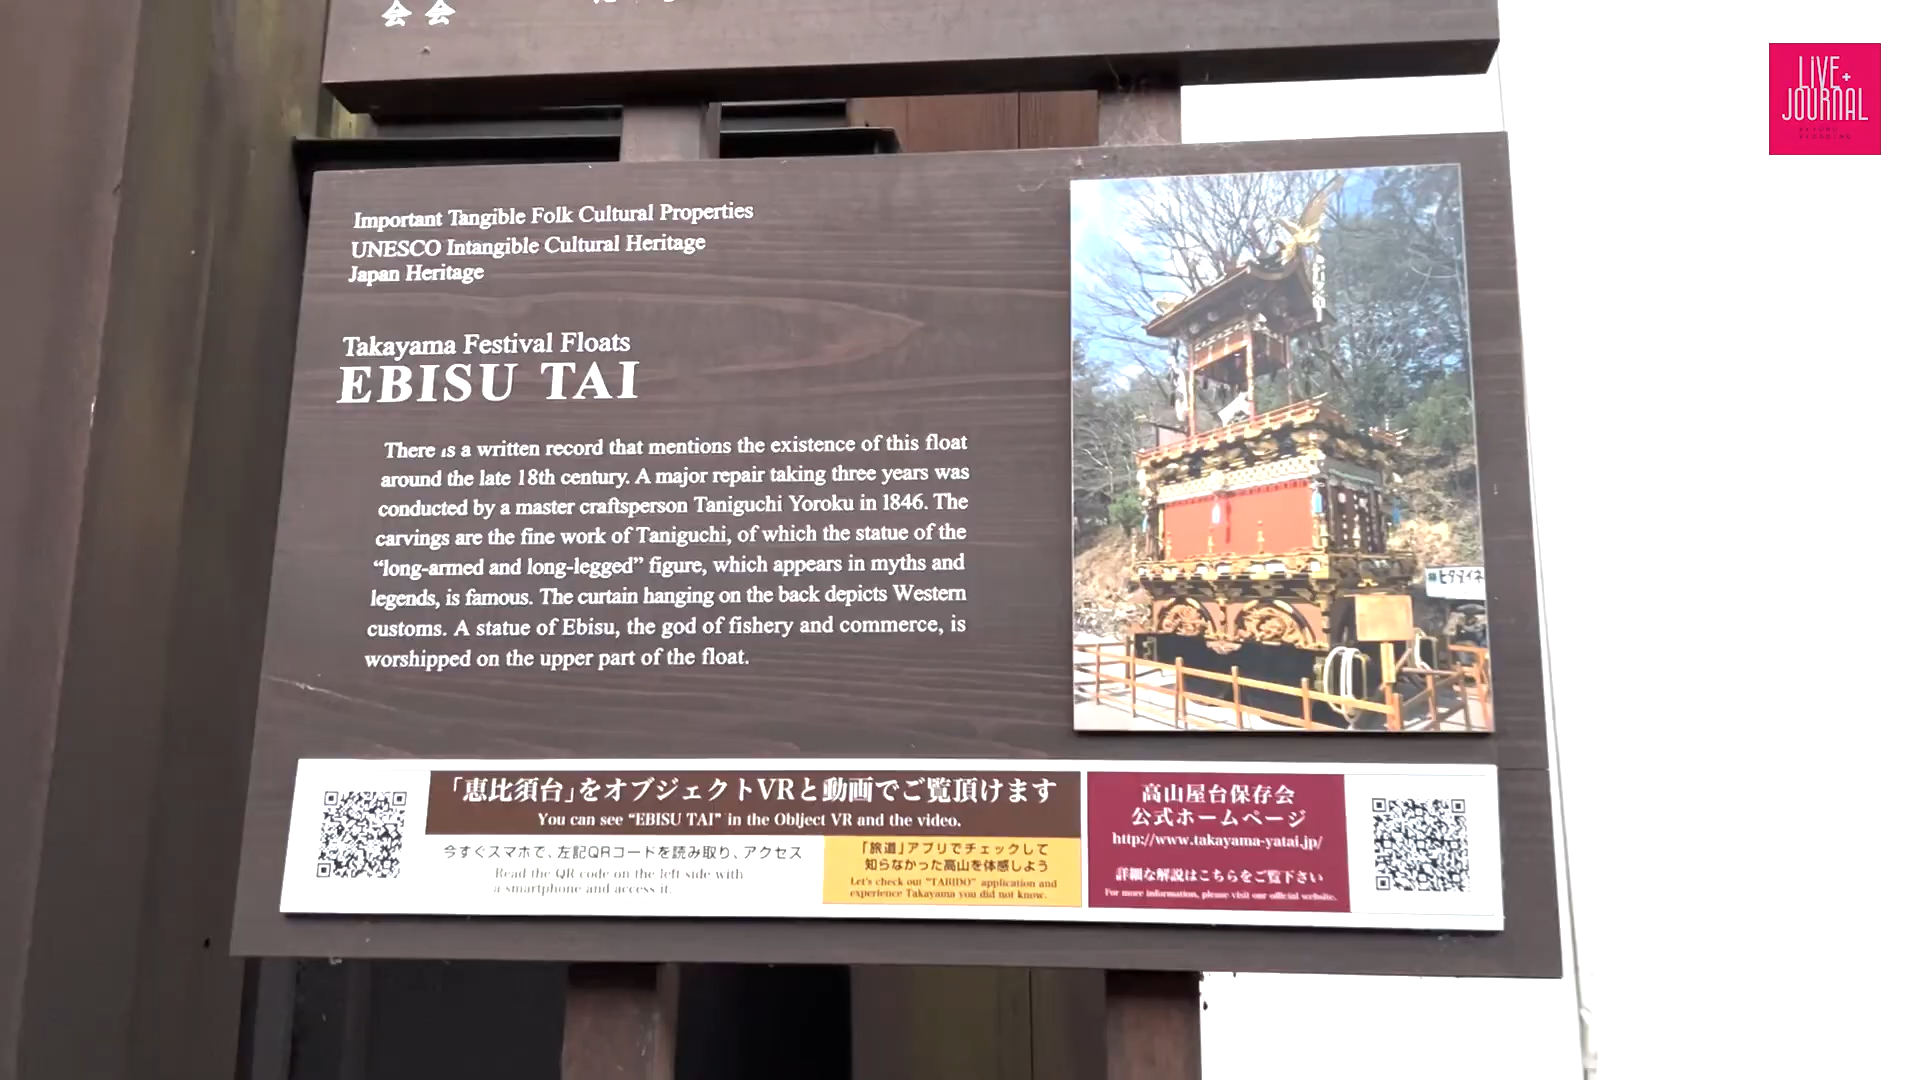 会 会
LiVE+
JOURNAL
Important Tangible Folk Cultural Properties
UNESCO Intangible Cultural Heritage
Japan Heritage
Takayama Festival Floats
EBISU TAI
There is a written record that mentions the existence of this float
around the late 18th century. A major repair taking three years was
conducted by a master craftsperson Taniguchi Yoroku in 1846. The
carvings are the fine work of Taniguchi, of which the statue of the
“long-armed and long-legged” figure, which appears in myths and
legends, is famous. The curtain hanging on the back depicts Western
customs. A statue of Ebisu, the god of fishery and commerce, is
worshipped on the upper part of the float.
「恵比須台」をオブジェクトVRと動画でご覧頂けます
You can see “EBISU TAI” in the Oblject VR and the video.
今すぐスマホで、左記QRコードを読み取り、アクセス
Read the QR code on the left side with
a smartphone and access it.
「旅道」アプリでチェックして
知らなかった高山を体感しよう
Let's check out “TABIDO” application and
experience Takayama you did not know.
高山屋台保存会
公式ホームページ
http://www.takayama-yatai.jp/
詳細な解説はこちらをご覧下さい
For more information, please visit our official website.